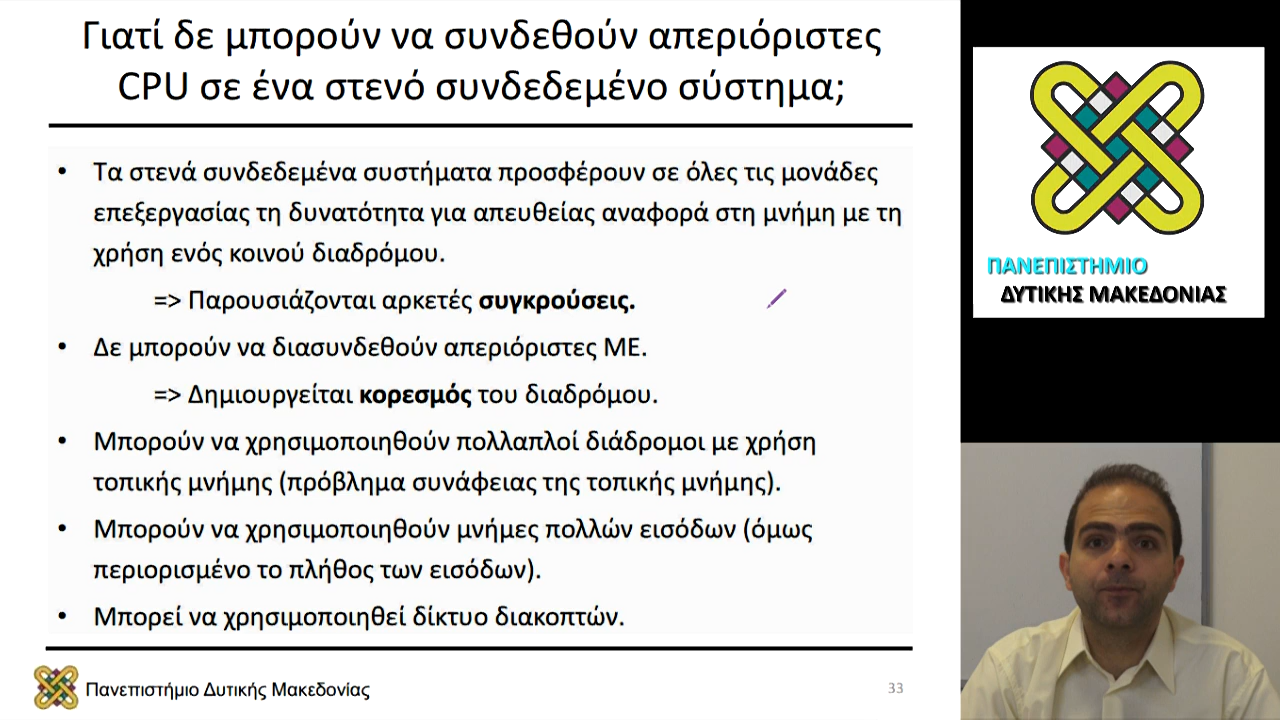 Γιατί δε μπορούν να συνδεθούν απεριόριστες
CPU σε ένα στενό συνδεδεμένο σύστημα;
• Τα στενά συνδεδεμένα συστήματα προσφέρουν σε όλες τις μονάδες
επεξεργασίας τη δυνατότητα για απευθείας αναφορά στη μνήμη με τη
χρήση ενός κοινού διαδρόμου.
=> Παρουσιάζονται αρκετές συγκρούσεις.
• Δε μπορούν να διασυνδεθούν απεριόριστες ΜΕ.
=> Δημιουργείται κορεσμός του διαδρόμου.
• Μπορούν να χρησιμοποιηθούν πολλαπλοί διάδρομοι με χρήση
τοπικής μνήμης (πρόβλημα συνάφειας της τοπικής μνήμης).
• Μπορούν να χρησιμοποιηθούν μνήμες πολλών εισόδων (όμως
περιορισμένο το πλήθος των εισόδων).
• Μπορεί να χρησιμοποιηθεί δίκτυο διακοπτών.
Πανεπιστήμιο Δυτικής Μακεδονίας
33
ΠΑΝΕΠΙΣΤΗΜΙΟ
ΔΥΤΙΚΗΣ ΜΑΚΕΔΟΝΙΑΣ